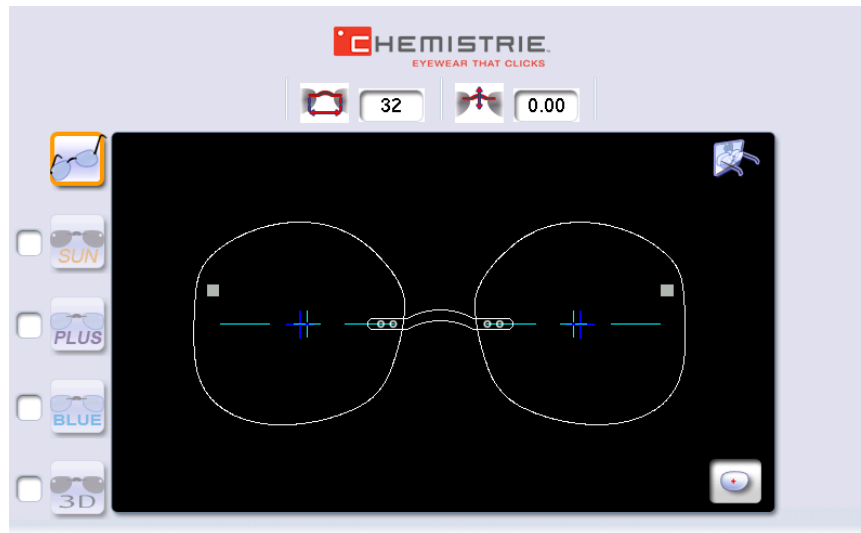 CHEMISTRIE
EYEWEAR THAT CLICKS
32
0.00
SUN
PLUS
BLUE
3D